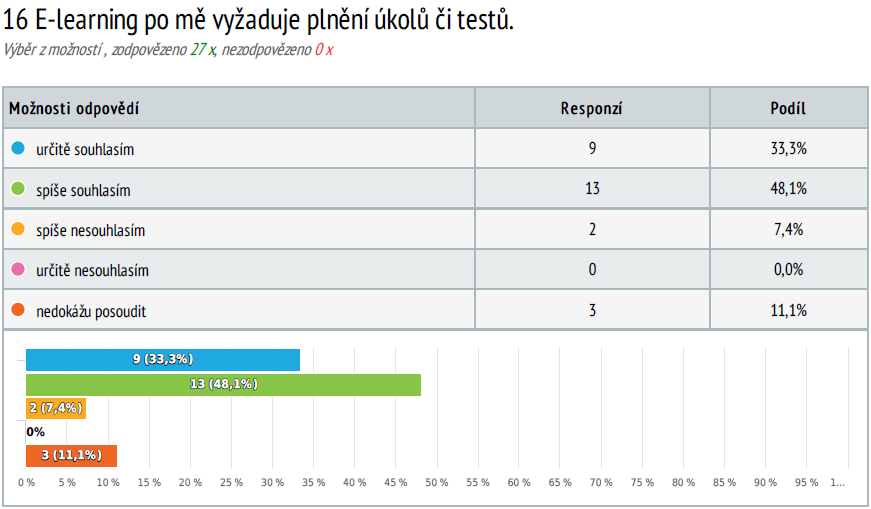 16 E-learning po mě vyžaduje plnění úkolů či testů.
Výběr z možností , zodpovězeno 27 x, nezodpovězeno 0 x
Možnosti odpovědí Responzí Podíl
určitě souhlasím 9 33,3%
spíše souhlasím 13 48,1%
spíše nesouhlasím 2 7,4%
určitě nesouhlasím 0 0,0%
nedokážu posoudit 3 11,1%
9 (33,3%)
13 (48,1%)
2 (7,4%)
0%
3 (11,1%)
0 % 5 % 10 % 15 % 20 % 25 % 30 % 35 % 40 % 45 % 50 % 55 % 60 % 65 % 70 % 75 % 80 % 85 % 90 % 95 % 1...